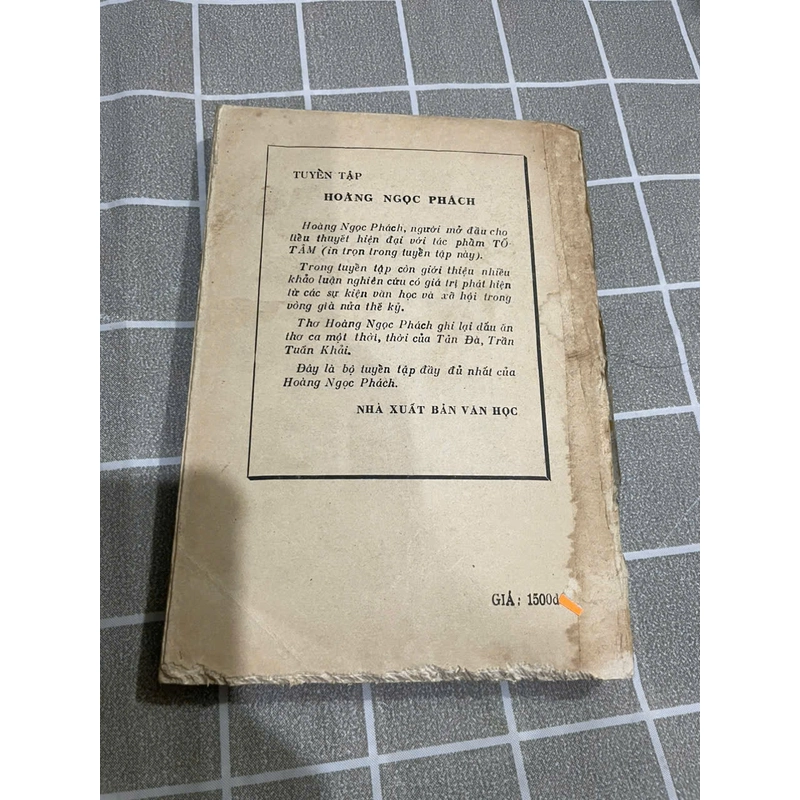 TUYỂN TẬP
HOÀNG NGỌC PHÁCH
Hoàng Ngọc Phách, người mở đầu cho
tiểu thuyết hiện đại với tác phẩm TỐ
TÂM (in trọn trong tuyển tập này).
Trong tuyển tập còn giới thiệu nhiều
khảo luận nghiên cứu có giá trị phát hiện
từ các sự kiện văn học và xã hội trong
vòng già nửa thế kỷ.
Thơ Hoàng Ngọc Phách ghi lại dấu ấn
thơ ca một thời, thời của Tản Đà, Trần
Tuấn Khải.
Đây là bộ tuyển tập đầy đủ nhất của
Hoàng Ngọc Phách.
NHÀ XUẤT BẢN VĂN HỌC
GIÁ : 1500đ